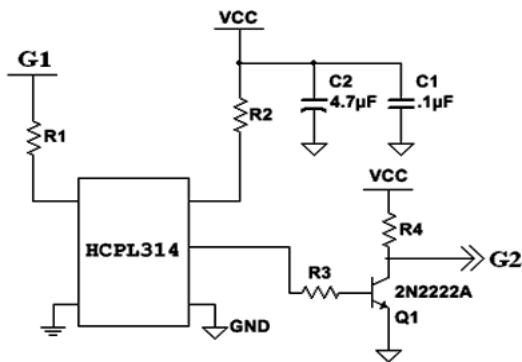 VCC
G1
C2
4.7µF
C1
.1µF
R2
R1
HCPL314
VCC
R4
G2
R3
2N2222A
Q1
GND